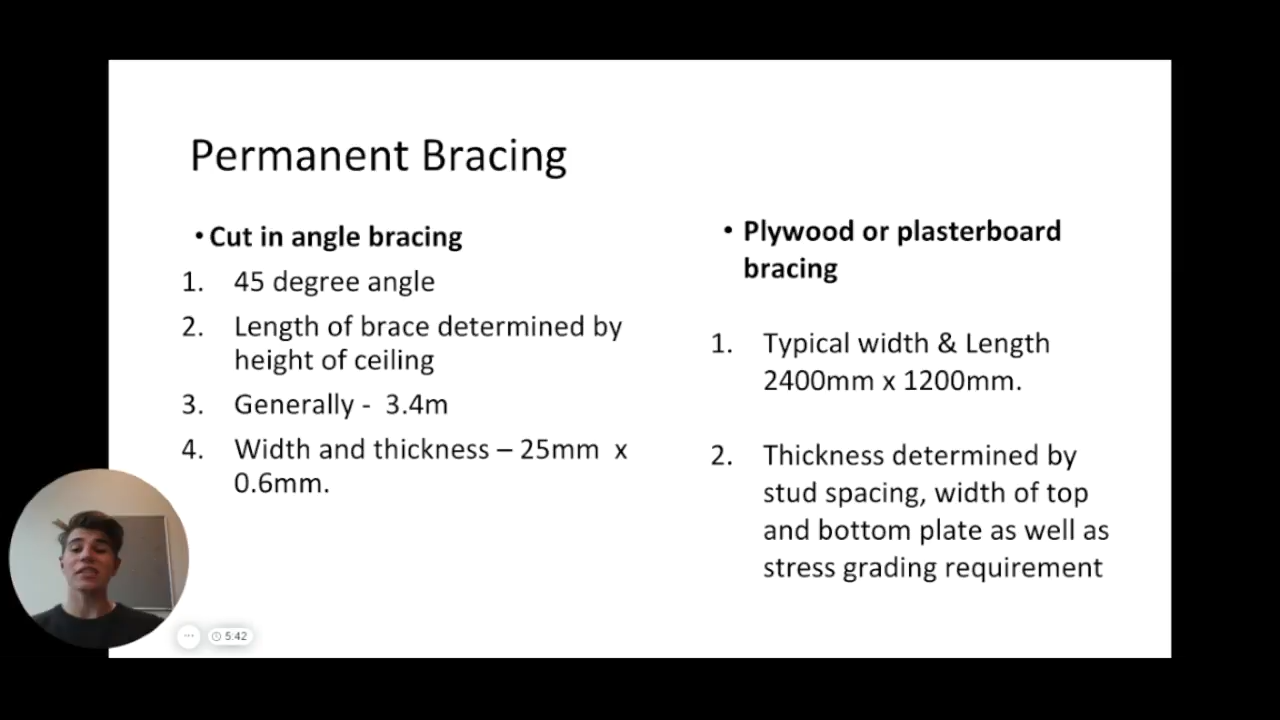 Permanent Bracing
• Cut in angle bracing
1. 45 degree angle
2. Length of brace determined by
height of ceiling
3. Generally - 3.4m
4. Width and thickness – 25mm x
0.6mm.
• Plywood or plasterboard
bracing
1. Typical width & Length
2400mm x 1200mm.
2. Thickness determined by
stud spacing, width of top
and bottom plate as well as
stress grading requirement
5:42